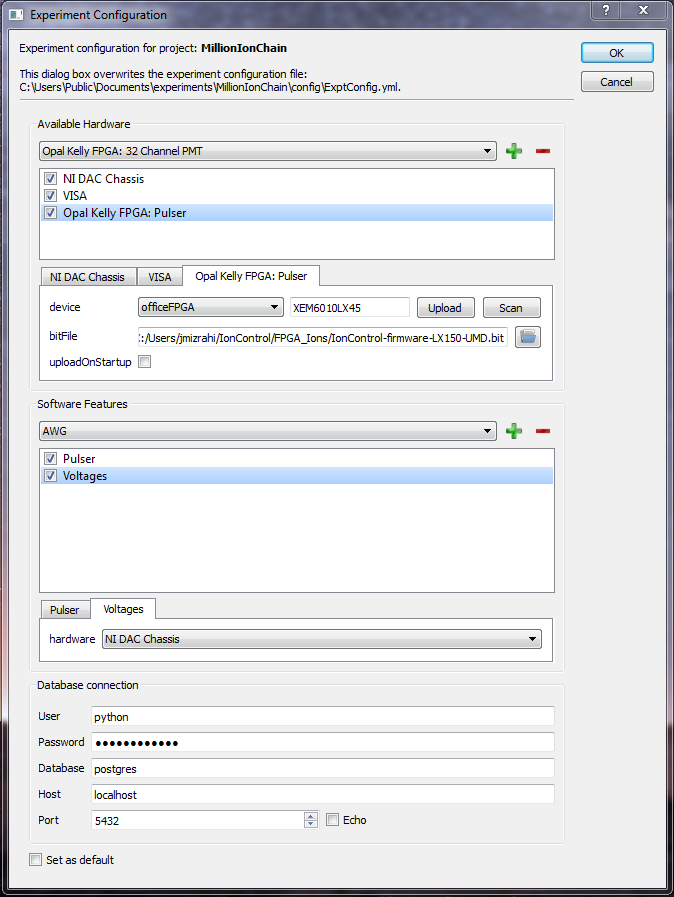 Experiment Configuration
Experiment configuration for project: MillionIonChain
This dialog box overwrites the experiment configuration file:
C:\Users\Public\Documents\experiments\MillionIonChain\config\ExptConfig.yml.
OK
Cancel
Available Hardware
Opal Kelly FPGA: 32 Channel PMT
NI DAC Chassis
VISA
Opal Kelly FPGA: Pulser
NI DAC Chassis VISA Opal Kelly FPGA: Pulser
device officeFPGA XEM6010LX45 Upload Scan
bitFile :/Users/jmizrahi/IonControl/FPGA_Ions/IonControl-firmware-LX150-UMD.bit
uploadOnStartup
Software Features
AWG
Pulser
Voltages
Pulser Voltages
hardware NI DAC Chassis
Database connection
User python
Password ••••••••••••
Database postgres
Host localhost
Port 5432 Echo
Set as default